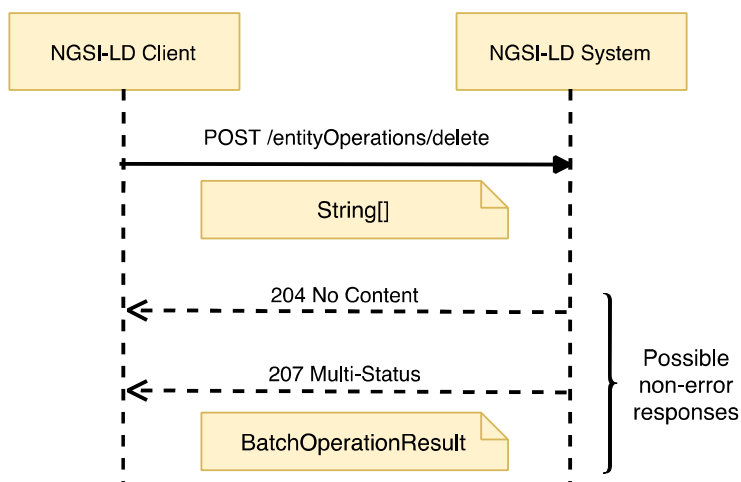 NGSI-LD Client
NGSI-LD System
POST /entityOperations/delete
String[]
204 No Content
207 Multi-Status
Possible
non-error
responses
BatchOperationResult